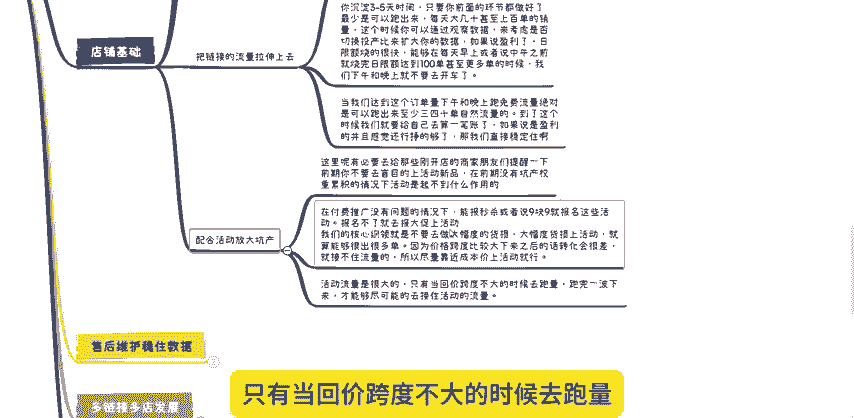 你沉淀3-5天时间，只要你前面的环节都做好了
最少是可以跑出来，每天大几十甚至上百单的销
量。这个时候你可以通过观察数据，来考虑是否
切换投产比来扩大你的数据，如果说盈利了，日
限额烧的很快，能够在每天早上或者说中午之前
就烧完日限额达到100单甚至更多单的时候，我
们下午和晚上就不要去开车了。
店铺基础
把链接的流量拉伸上去
当我们达到这个订单量下午和晚上跑免费流量绝对
是可以跑出来至少三四十单自然流量的。到了这个
时候我们就要给自己去算一笔账了，如果说是盈利
的并且感觉还行挣的够了，那我们直接稳定住啊
这里呢有必要去给那些刚开店的商家朋友们提醒一下
前期你不要去盲目的上活动新品，在前期没有坑产权
重累积的情况下活动是起不到什么作用的
在付费推广没有问题的情况下，能报秒杀或者说9块9就报名这些活
动。报名不了就去报大促上活动
我们的核心纲领就是不要去做大幅度的货损，大幅度货损上活动，就
算能够很出很多单。因为价格跨度比较大下来之后的话转化会很差，
就接不住流量的，所以尽量靠近成本价上活动就行。
配合活动放大坑产
活动流量是很大的，只有当回价跨度不大的时候去跑量，跑完一波下
来，才能够尽可能的去接住活动的流量。
售后维护稳住数据
多链接多店发展
只有当回价跨度不大的时候去跑量